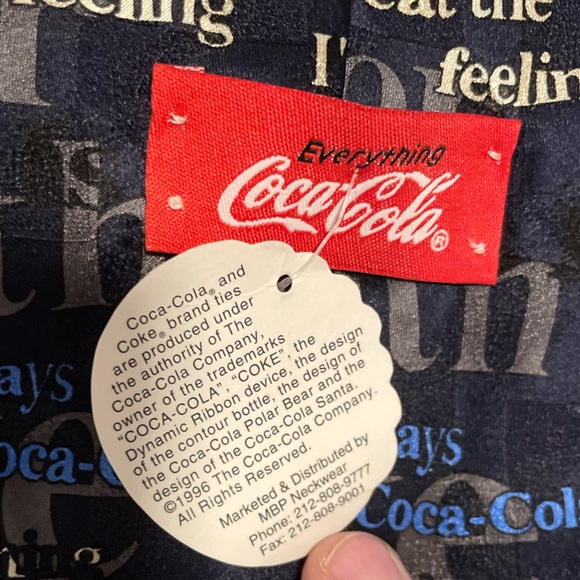 feeling
eat the
I'
feelin
Everything
Coca-Cola®
Coca-Cola® and
Coke® brand ties
are produced under
the authority of The
Coca-Cola Company,
owner of the trademarks
"COCA-COLA", "COKE", the
Dynamic Ribbon device, the design
of the contour bottle, the design of
the Coca-Cola Polar Bear and the
design of the Coca-Cola Santa.
©1996 The Coca-Cola Company.
All Rights Reserved.
Marketed & Distributed by
MBP Neckwear
Phone: 212-808-9777
Fax: 212-808-9001
ays
oca-C
ays
Coca-Col